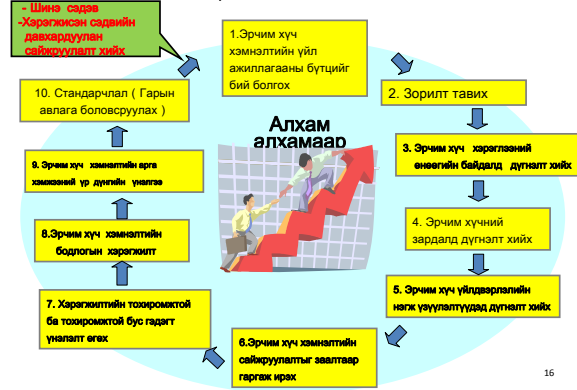 - Шинэ сэдэв
-Хэрэгжисэн сэдвийн
давхардуулан
сайжруулалт хийх
1.Эрчим хүч
хэмнэлтийн үйл
ажиллагааны бүтцийг
бий болгох
2. Зорилт тавих
3. Эрчим хүч хэрэглээний
өнөөгийн байдалд дүгнэлт хийх
4. Эрчим хүчний
зардалд дүгнэлт хийх
5. Эрчим хүч үйлдвэрлэлийн
нэгж үзүүлэлтүүдэд дүгнэлт хийх
6.Эрчим хүч хэмнэлтийн
сайжруулалтыг заалтаар
гаргаж ирэх
7. Хэрэгжилтийн тохиромжтой
ба тохиромжтой бус гэдэгт
үнэлэлт өгөх
8.Эрчим хүч хэмнэлтийн
бодлогын хэрэгжилт
9. Эрчим хүч хэмнэлтийн арга
хэмжээний үр дүнгийн үнэлгээ
10. Стандарчлал ( Гарын
авлага боловсруулах )
Алхам
алхамаар
16